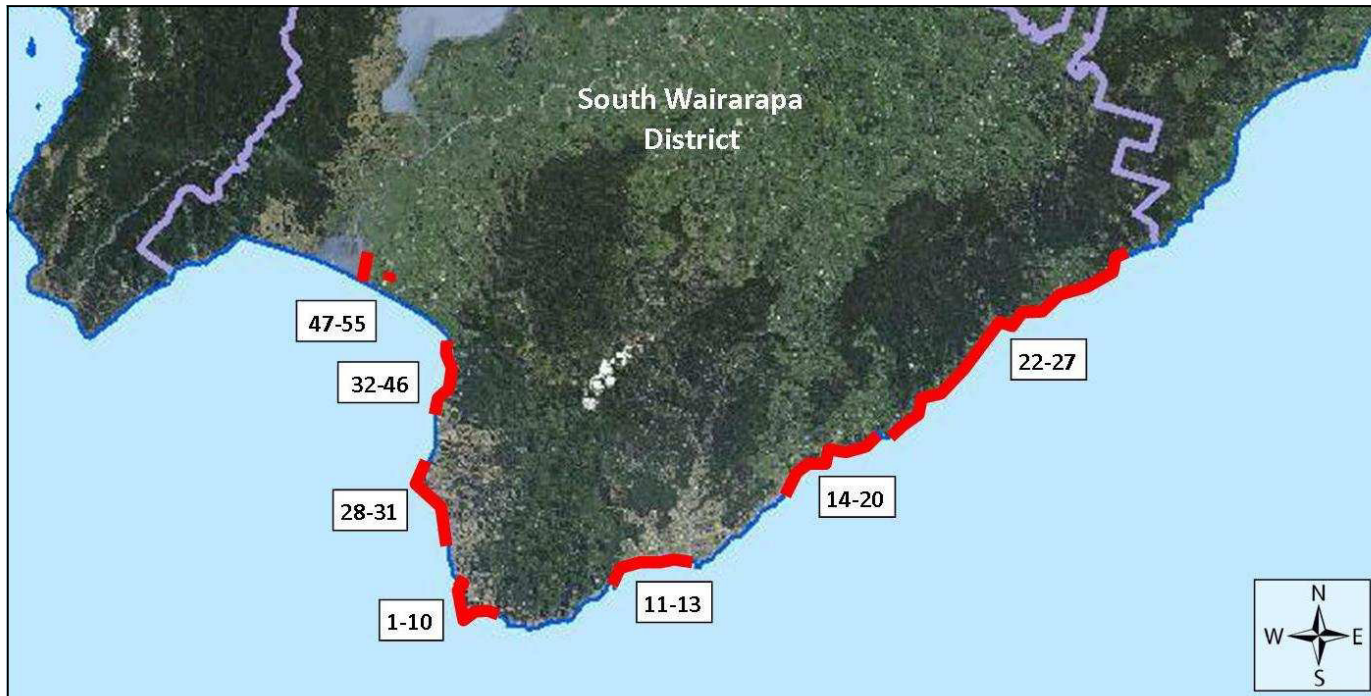 South Wairarapa
District
47-55
32-46
22-27
28-31
14-20
1-10
11-13
N
W E
S